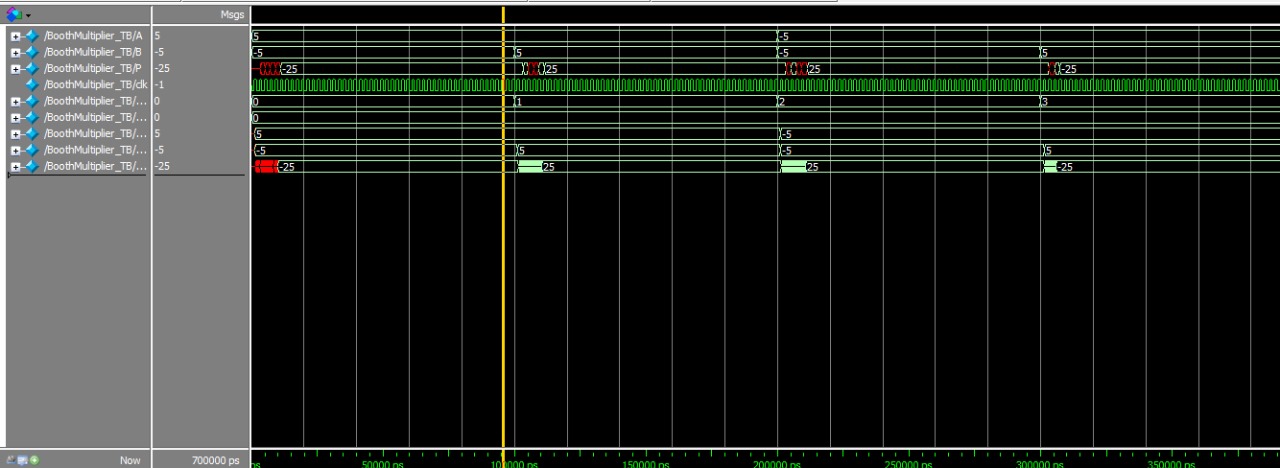 Msgs
/BoothMultiplier_TB/A 5 5 -5
/BoothMultiplier_TB/B -5 -5 5 -5 5
/BoothMultiplier_TB/P -25 -25 25 25 -25
/BoothMultiplier_TB/clk -1
/BoothMultiplier_TB/... 0 0 1 2 3
/BoothMultiplier_TB/... 0 0
/BoothMultiplier_TB/... 5 5 -5
/BoothMultiplier_TB/... -5 -5 5 -5 5
/BoothMultiplier_TB/... -25 -25 25 25 -25
Now 700000 ps ps 50000 ps 100000 ps 150000 ps 200000 ps 250000 ps 300000 ps 350000 ps